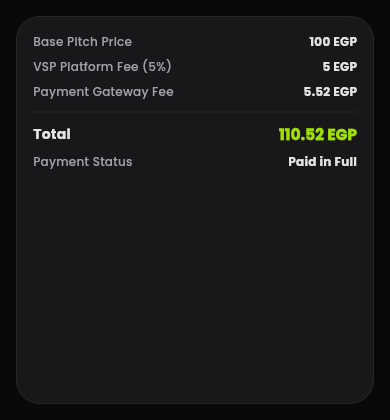 Base Pitch Price 100 EGP
VSP Platform Fee (5%) 5 EGP
Payment Gateway Fee 5.52 EGP
Total 110.52 EGP
Payment Status Paid in Full